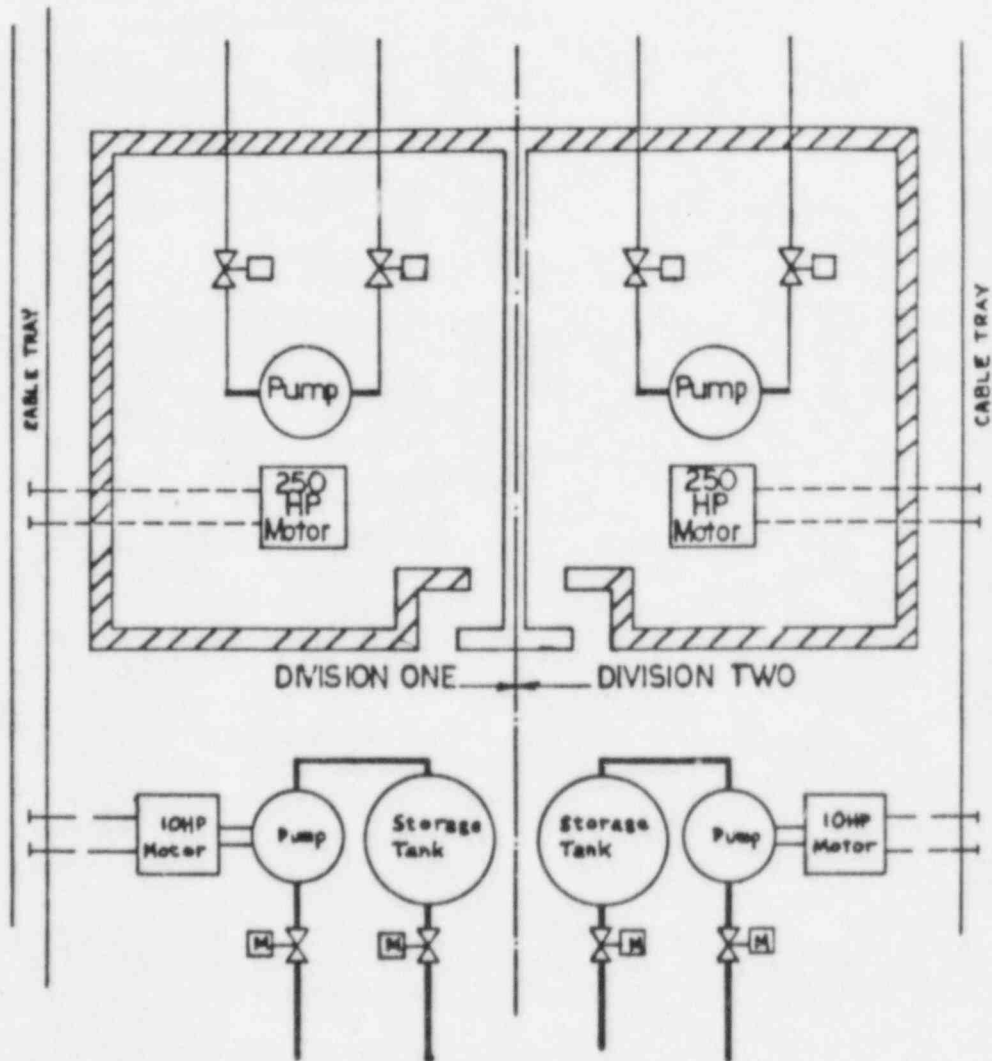 Pump
Pump
CABLE TRAY
CABLE TRAY
250
HP
Motor
250
HP
Motor
DIVISION ONE
DIVISION TWO
10HP
Motor
Pump
Storage
Tank
Storage
Tank
Pump
10HP
Motor
M
M
M
M